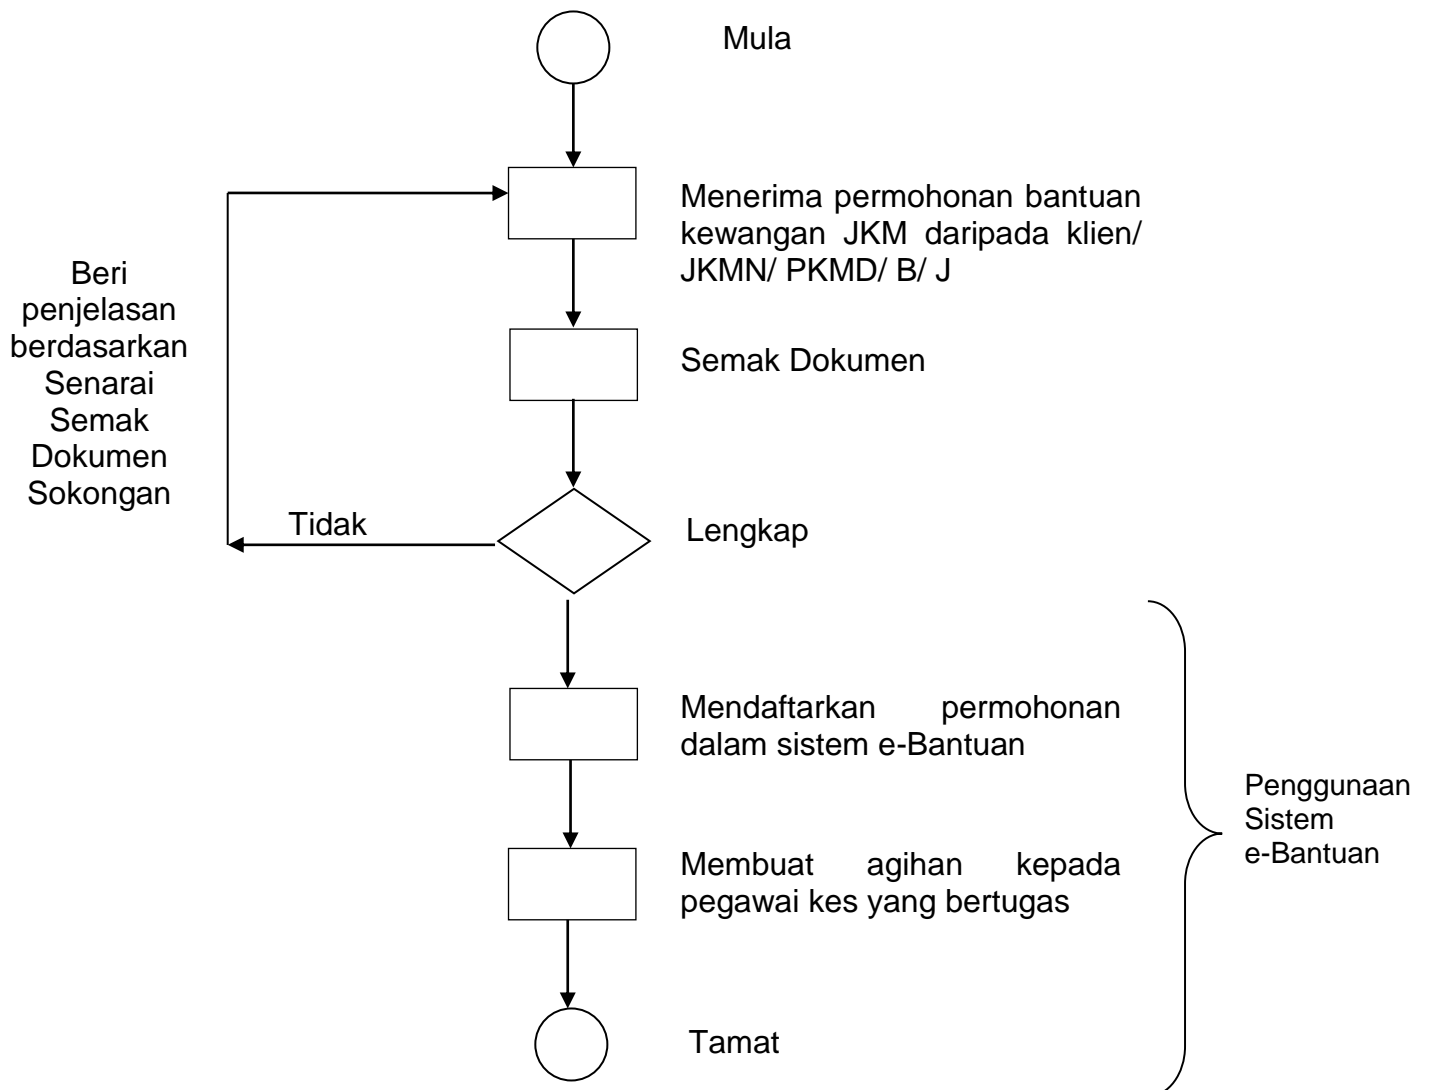 Mula
Menerima permohonan bantuan
kewangan JKM daripada klien/
JKMN/ PKMD/ B/ J
Beri
penjelasan
berdasarkan
Senarai
Semak
Dokumen
Sokongan
Semak Dokumen
Tidak
Lengkap
Mendaftarkan permohonan
dalam sistem e-Bantuan
Penggunaan
Sistem
e-Bantuan
Membuat agihan kepada
pegawai kes yang bertugas
Tamat